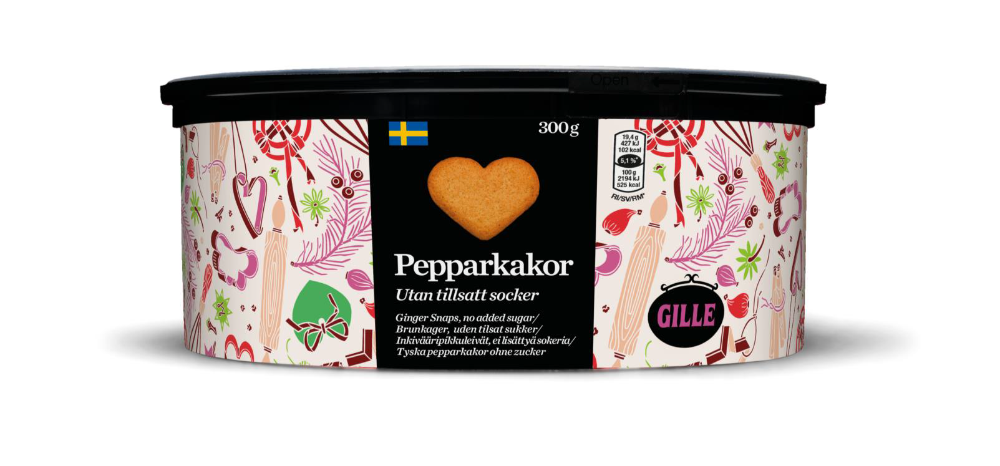 Open
300g
19,4 g
427 kJ
102 kcal
5,1 %*
100 g
2194 kJ
525 kcal
RI/SV/RM*
Pepparkakor
Utan tillsatt socker
Ginger Snaps, no added sugar/
Brunkager, uden tilsat sukker/
Inkivääripikkuleivät, ei lisättyä sokeria/
Tyska pepparkakor ohne zucker
GILLE